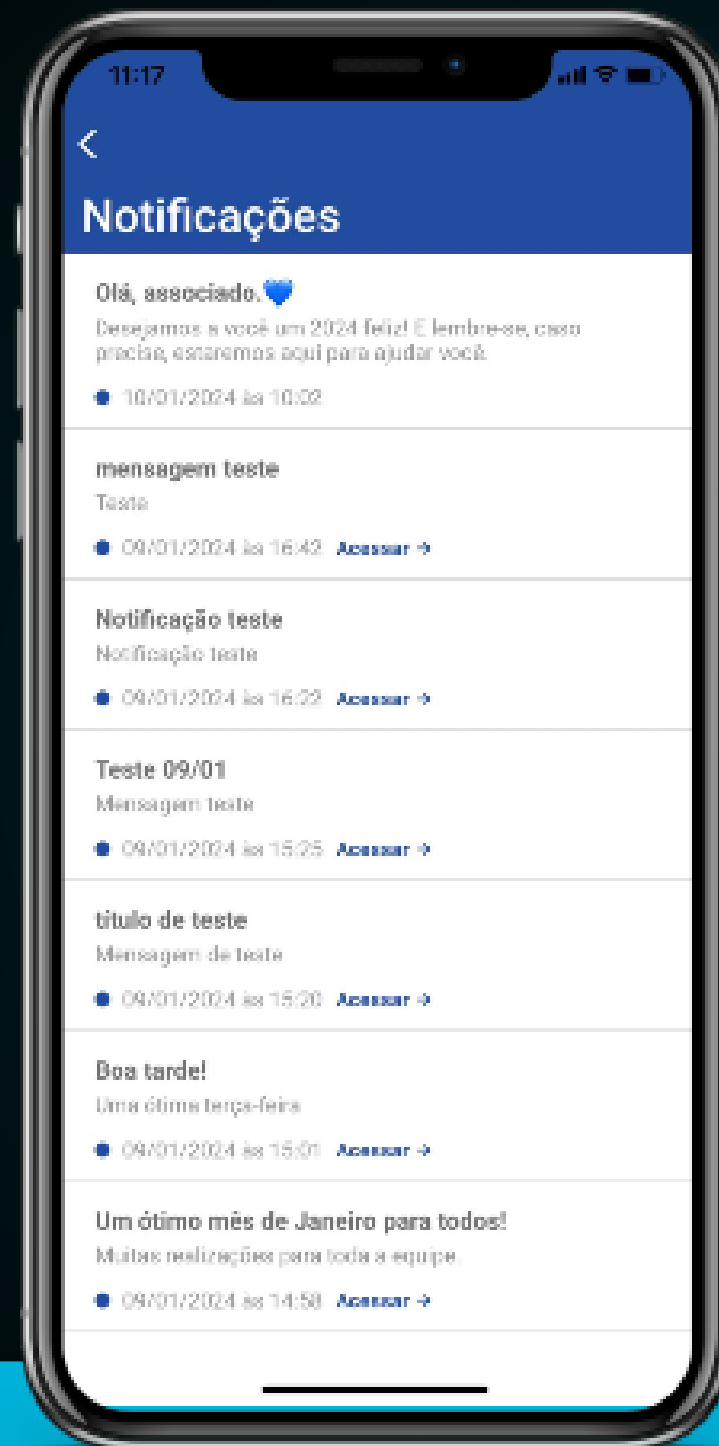 11:17
Notificações
Olá, associado.💙
Desejamos a você um 2024 feliz! E lembre-se, caso
precise, estaremos aqui para ajudar você.
10/01/2024 às 10:02
mensagem teste
Teste
09/01/2024 às 16:42 Acessar →
Notificação teste
Notificação teste
09/01/2024 às 16:22 Acessar →
Teste 09/01
Mensagem teste
09/01/2024 às 15:25 Acessar →
titulo de teste
Mensagem de teste
09/01/2024 às 15:20 Acessar →
Boa tarde!
Uma ótima terça-feira
09/01/2024 às 15:01 Acessar →
Um ótimo mês de Janeiro para todos!
Muitas realizações para toda a equipe
09/01/2024 às 14:58 Acessar →